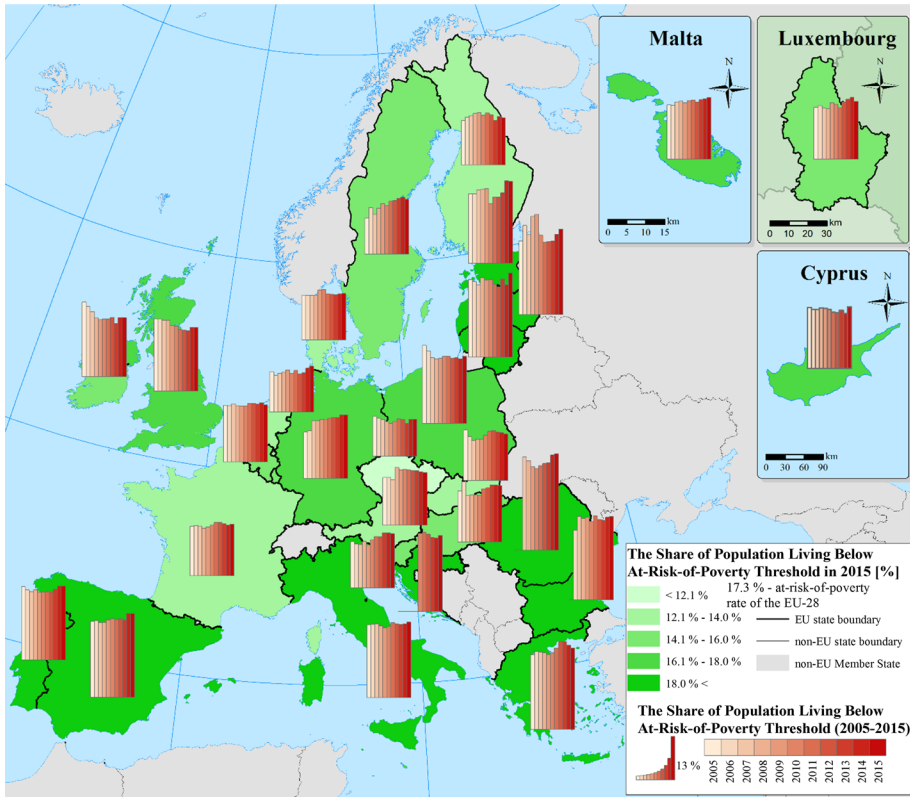 Malta
N
km
0 5 10 15
Luxembourg
N
km
0 10 20 30
Cyprus
N
km
0 30 60 90
The Share of Population Living Below
At-Risk-of-Poverty Threshold in 2015 [%]
< 12.1 %
12.1 % - 14.0 %
14.1 % - 16.0 %
16.1 % - 18.0 %
18.0 % <
17.3 % - at-risk-of-poverty
rate of the EU-28
EU state boundary
non-EU state boundary
non-EU Member State
The Share of Population Living Below
At-Risk-of-Poverty Threshold (2005-2015)
13 %
2005
2006
2007
2008
2009
2010
2011
2012
2013
2014
2015